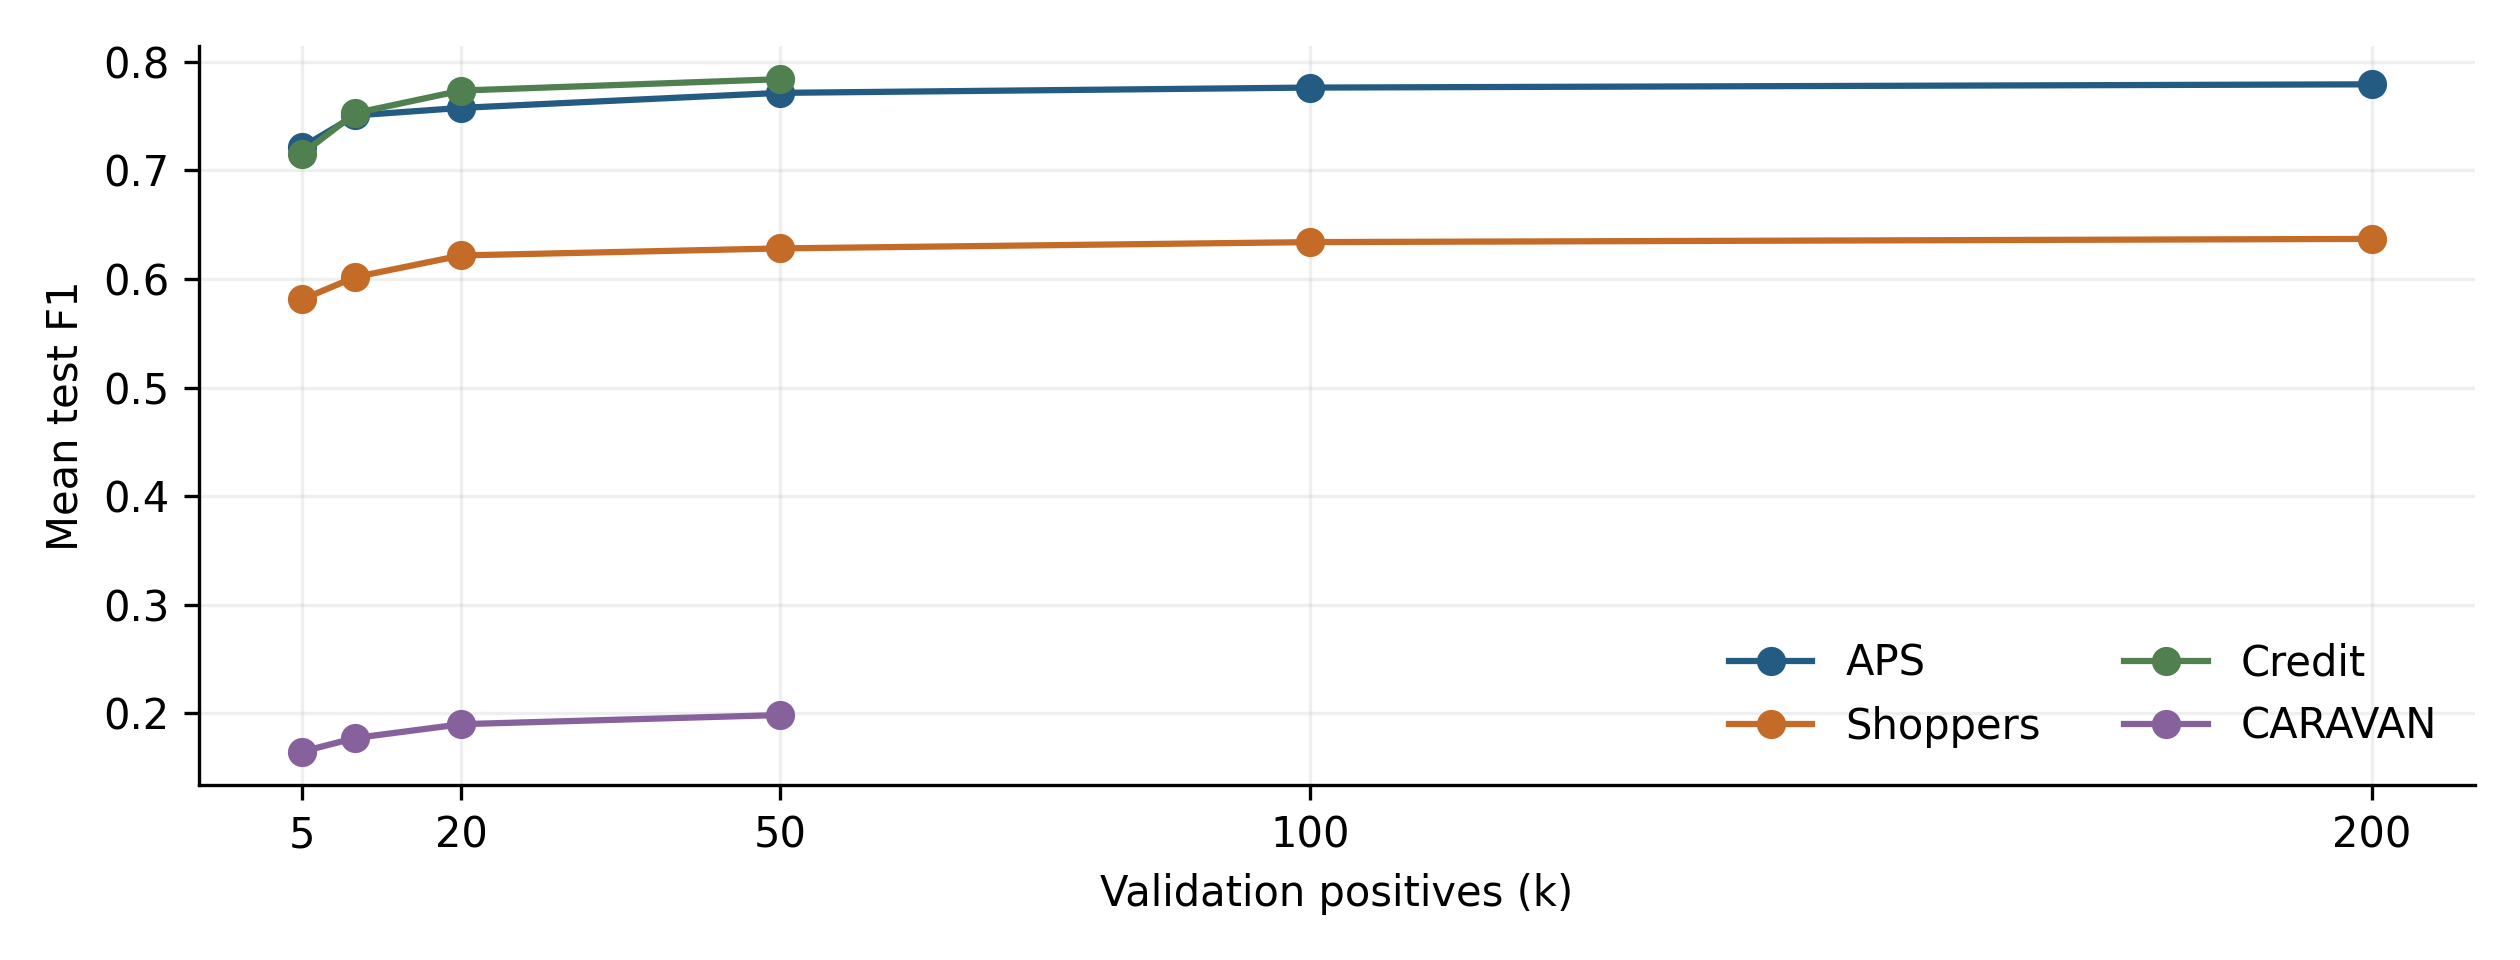 0.8
0.7
0.6
0.5
0.4
0.3
0.2
Mean test F1
5 20 50 100 200
Validation positives (k)
APS
Shoppers
Credit
CARAVAN